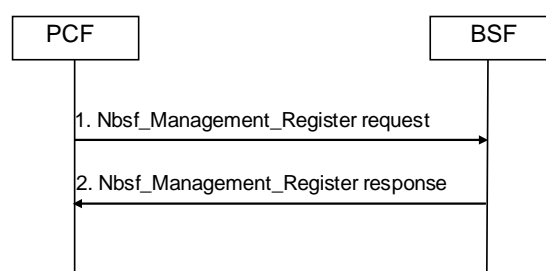 PCF
BSF
1. Nbsf_Management_Register request
2. Nbsf_Management_Register response